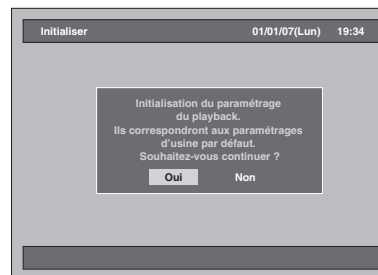 Initialiser 01/01/07(Lun) 19:34
Initialisation du paramétrage
du playback.
Ils correspondront aux paramétrages
d'usine par défaut.
Souhaitez-vous continuer ?
Oui Non